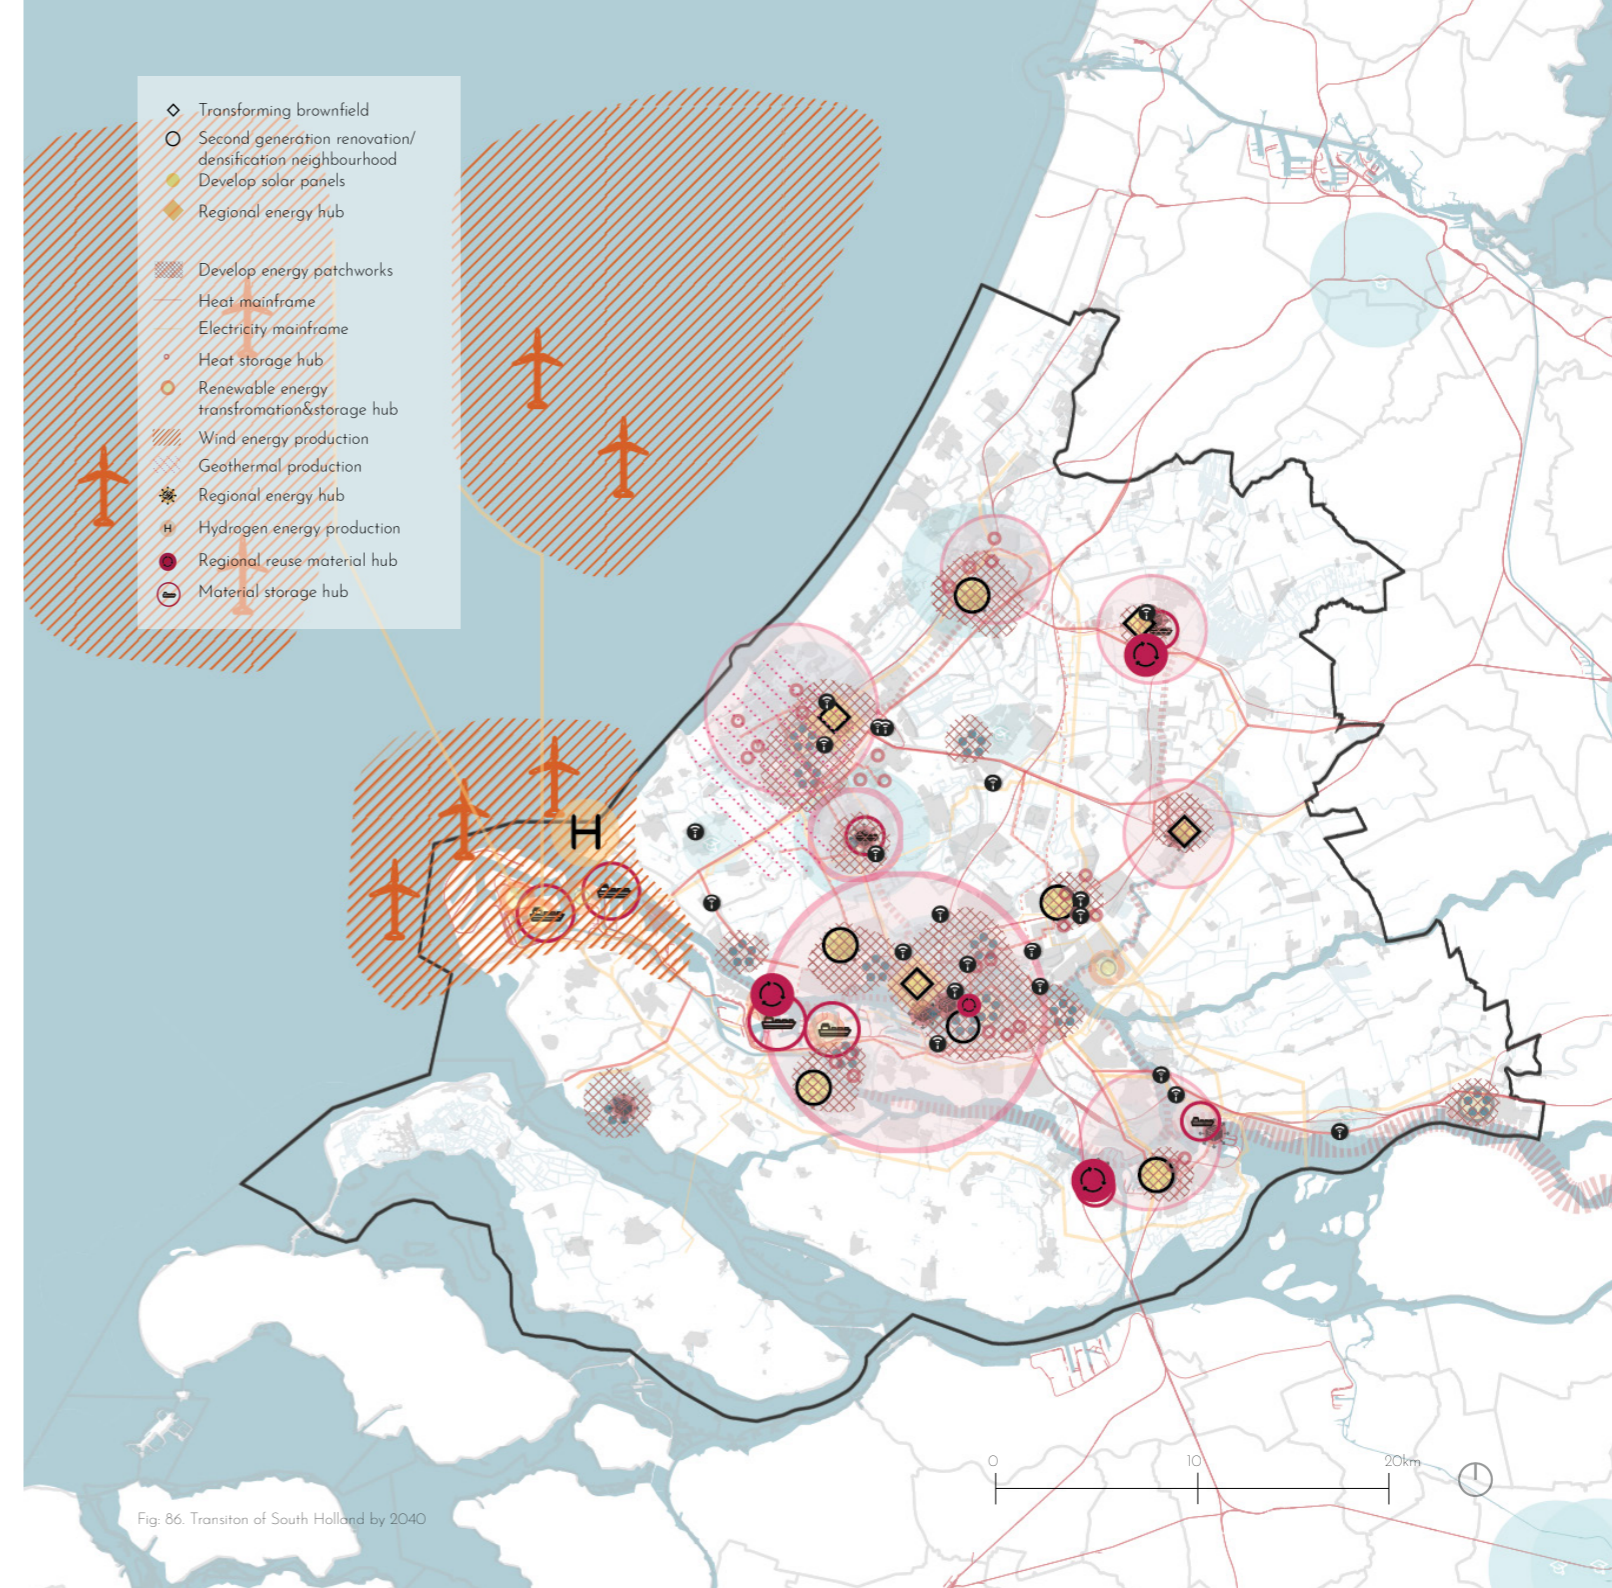 Transforming brownfield
Second generation renovation/
densification neighbourhood
Develop solar panels
Regional energy hub
Develop energy patchworks
Heat mainframe
Electricity mainframe
Heat storage hub
Renewable energy
transfromation&storage hub
Wind energy production
Geothermal production
Regional energy hub
H Hydrogen energy production
Regional reuse material hub
Material storage hub
H
0 10 20km
Fig: 86. Transiton of South Holland by 2040